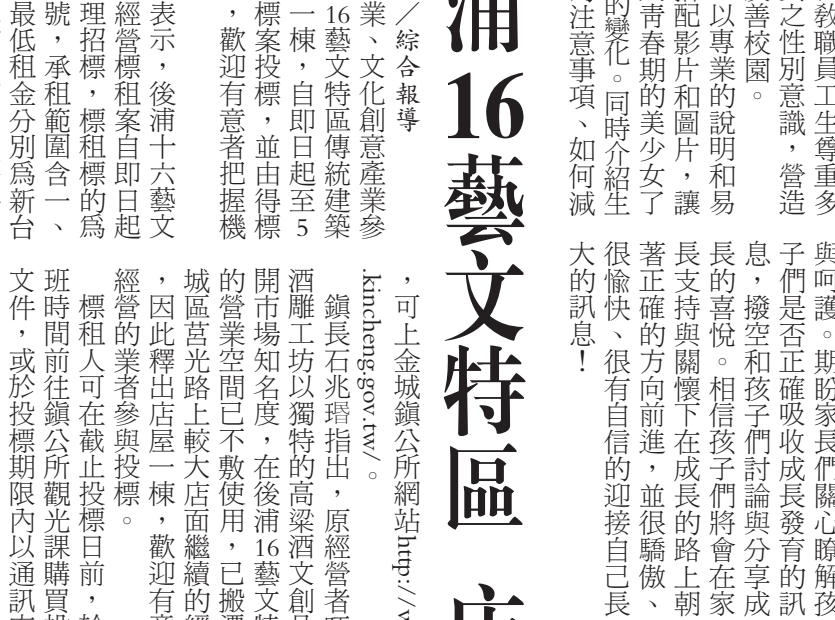 教職員工生尊重多
之性別意識，營造
善校園。
以專業的說明和易
配影片和圖片，讓
青春期的美少女了
的變化。同時介紹生
注意事項、如何減
與呵護。期盼家長們關心瞭解孩
子們是否正確吸收成長發育的訊
息，撥空和孩子們討論與分享成
長的喜悅。相信孩子們將會在家
長支持與關懷下在成長的路上朝
著正確的方向前進，並很驕傲、
很愉快、很有自信的迎接自己長
大的訊息！
浦16藝文特區
／綜合報導
業、文化創意產業參
16藝文特區傳統建築
一棟，自即日起至5
標案投標，並由得標
，歡迎有意者把握機
表示，後浦十六藝文
經營標租案自即日起
理招標，標租標的為
號，承租範圍含一、
最低租金分別為新台
，可上金城鎮公所網站http://
kincheng.gov.tw/。
鎮長石兆瑉指出，原經營者
酒雕工坊以獨特的高粱酒文創品
開市場知名度，在後浦16藝文特
的營業空間已不敷使用，已搬遷
城區莒光路上較大店面繼續的經
，因此釋出店屋一棟，歡迎有意
經營的業者參與投標。
標租人可在截止投標日前，於
班時間前往鎮公所觀光課購買投
文件，或於投標期限內以通訊方